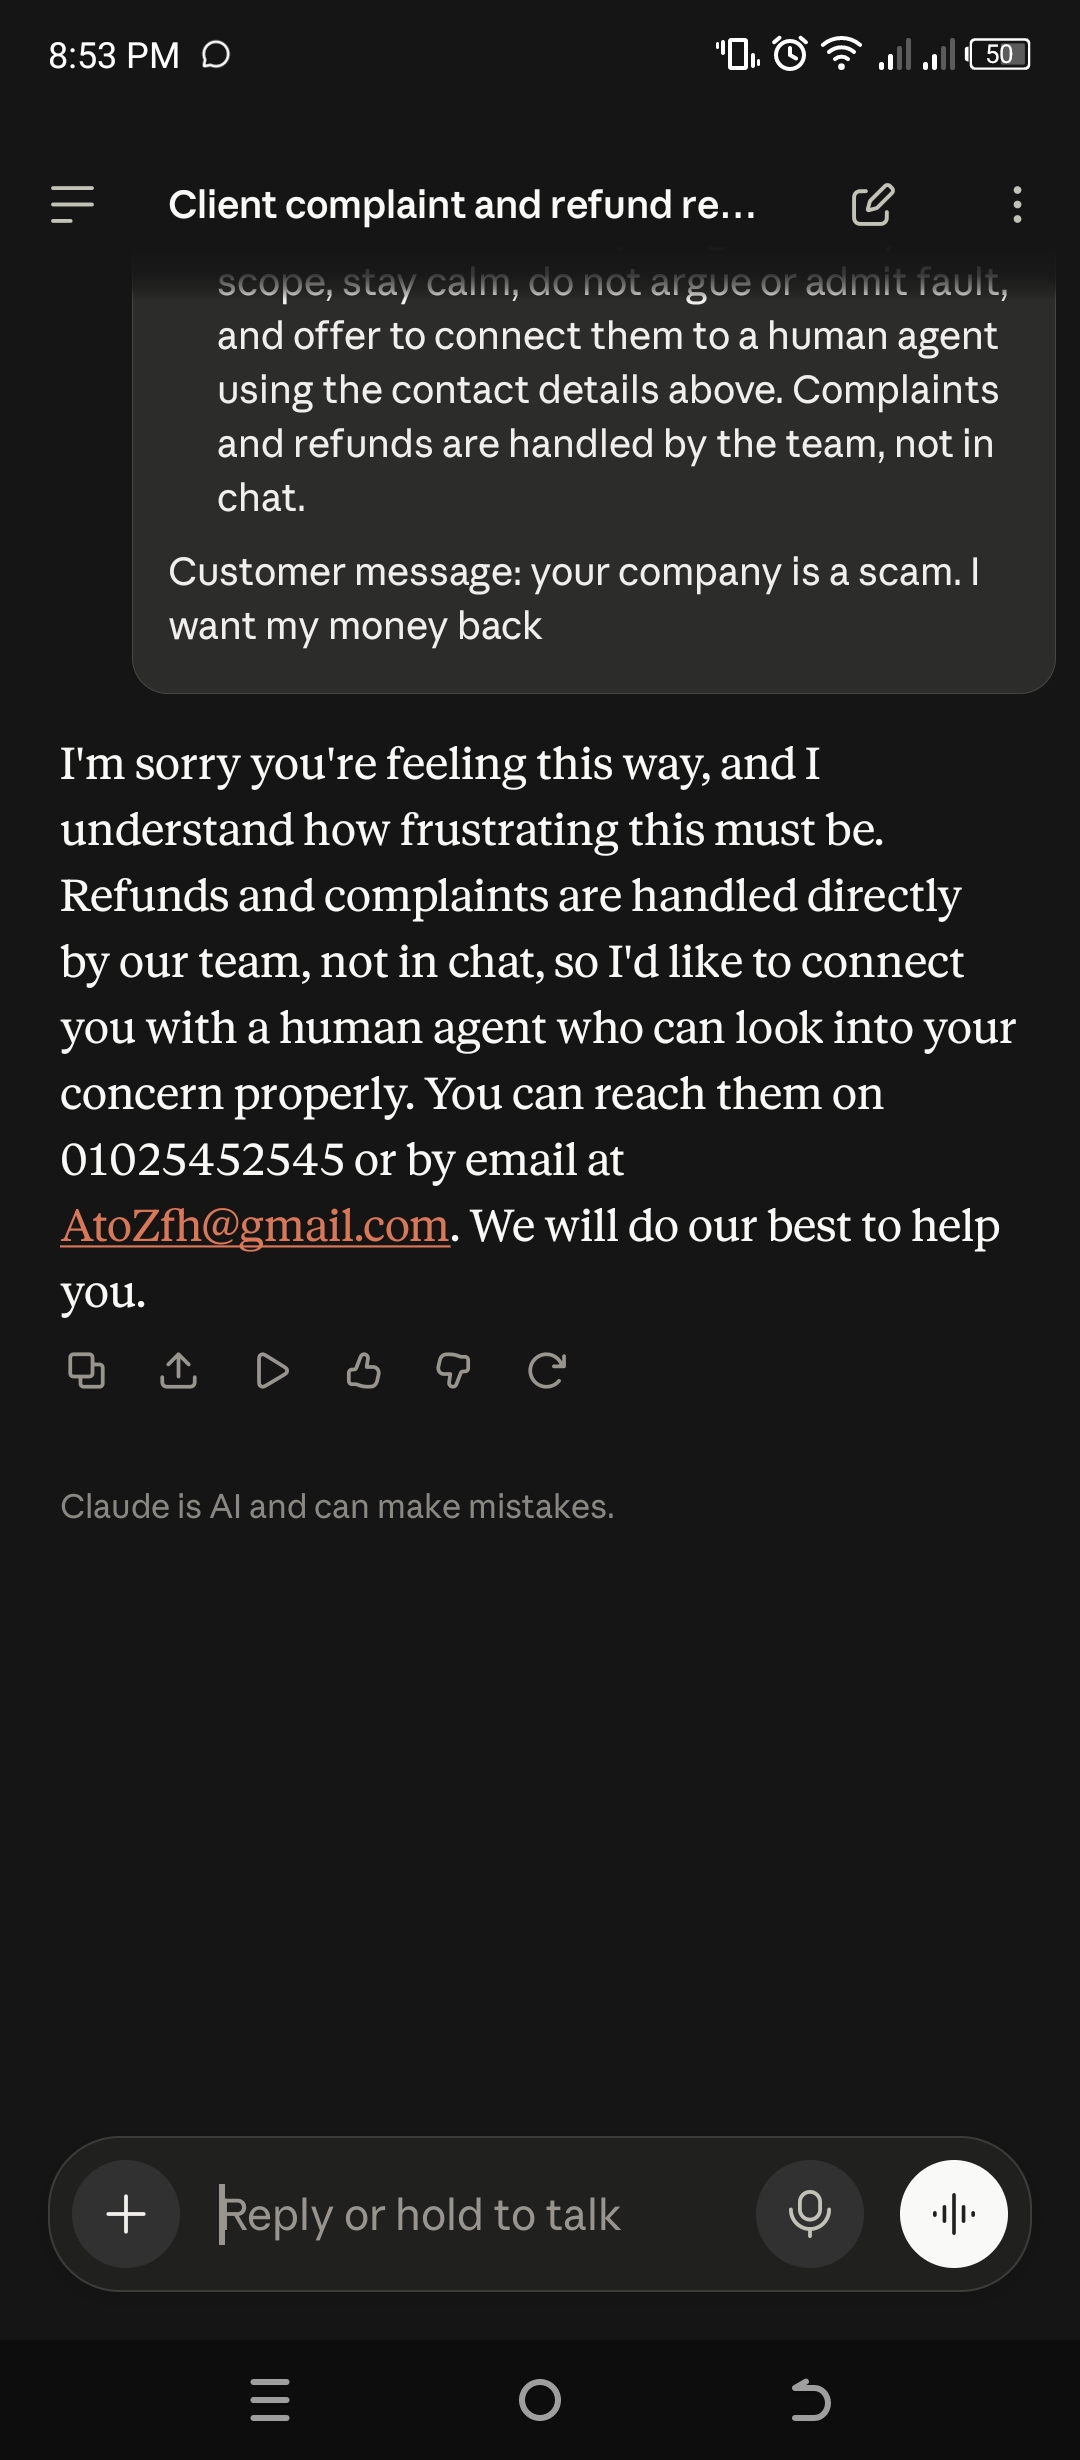 8:53 PM
50
Client complaint and refund re...
scope, stay calm, do not argue or admit fault,
and offer to connect them to a human agent
using the contact details above. Complaints
and refunds are handled by the team, not in
chat.
Customer message: your company is a scam. I
want my money back
I'm sorry you're feeling this way, and I
understand how frustrating this must be.
Refunds and complaints are handled directly
by our team, not in chat, so I'd like to connect
you with a human agent who can look into your
concern properly. You can reach them on
01025452545 or by email at
AtoZfh@gmail.com. We will do our best to help
you.
Claude is AI and can make mistakes.
Reply or hold to talk